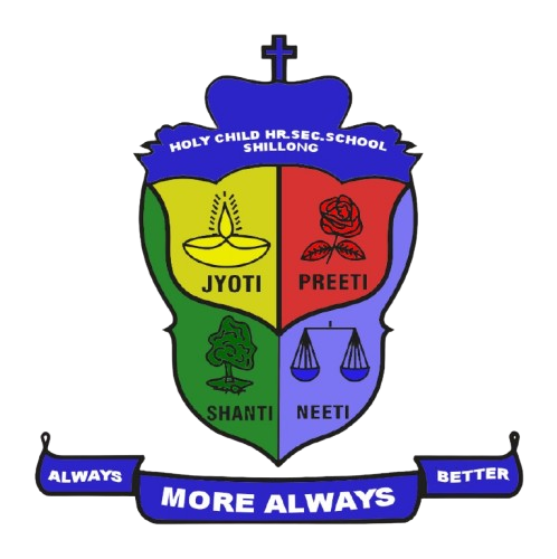 HOLY CHILD HR.SEC.SCHOOL
SHILLONG
JYOTI PREETI
SHANTI NEETI
ALWAYS MORE ALWAYS BETTER